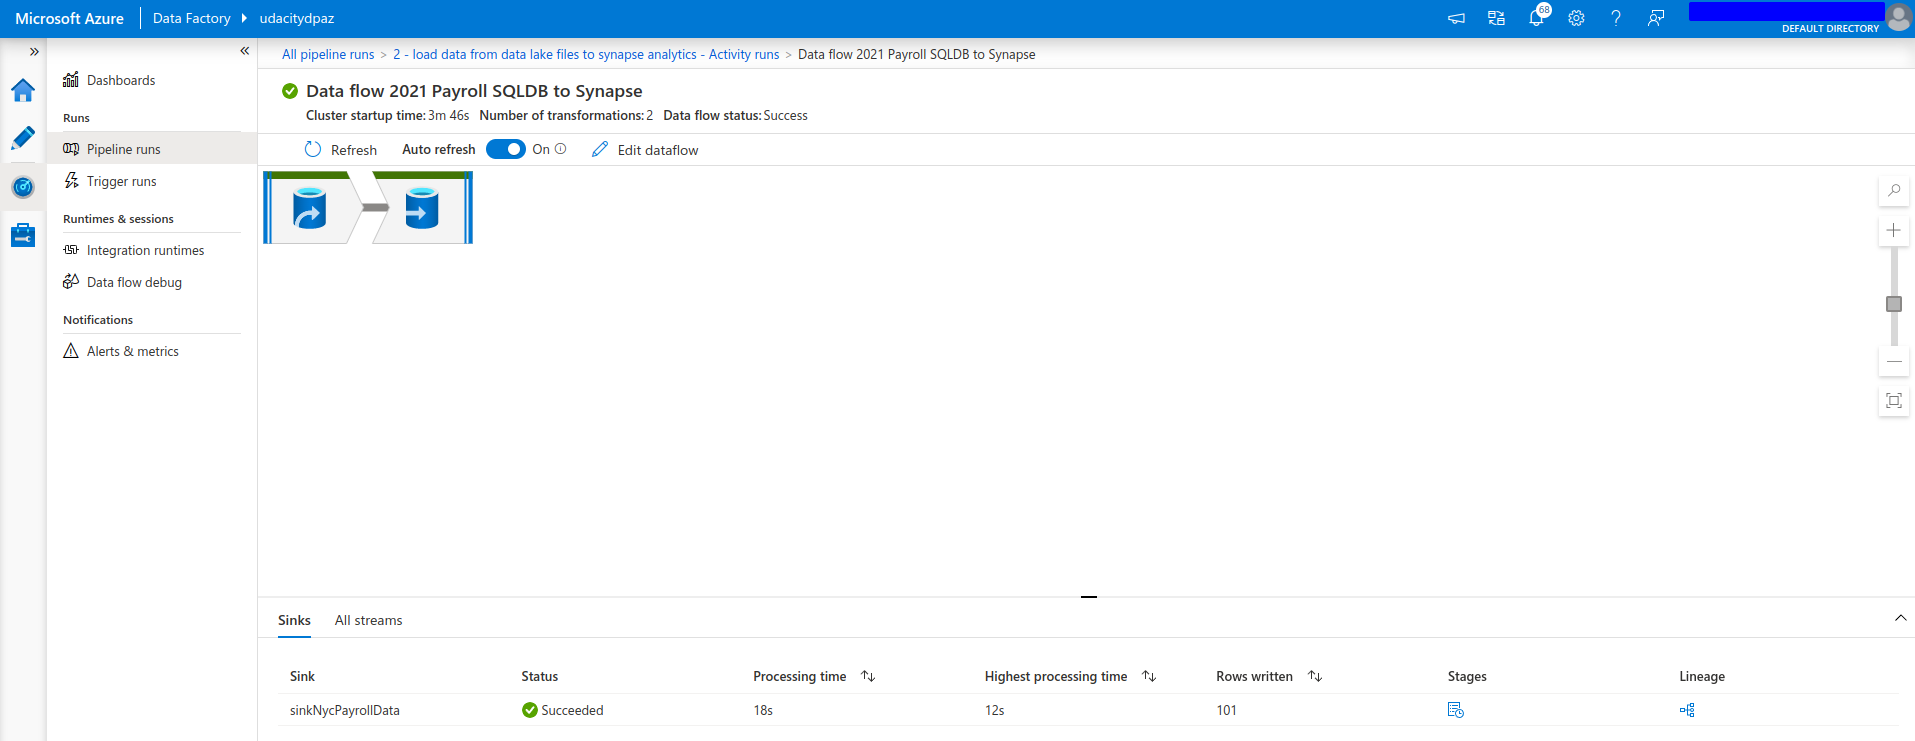 Microsoft Azure Data Factory udacitydpaz 68
DEFAULT DIRECTORY
All pipeline runs > 2 - load data from data lake files to synapse analytics - Activity runs > Data flow 2021 Payroll SQLDB to Synapse
Dashboards
Runs
Pipeline runs
Trigger runs
Runtimes & sessions
Integration runtimes
Data flow debug
Notifications
Alerts & metrics
Data flow 2021 Payroll SQLDB to Synapse
Cluster startup time: 3m 46s Number of transformations: 2 Data flow status: Success
Refresh Auto refresh On Edit dataflow
Sinks All streams
Sink Status Processing time Highest processing time Rows written Stages Lineage
sinkNycPayrollData Succeeded 18s 12s 101